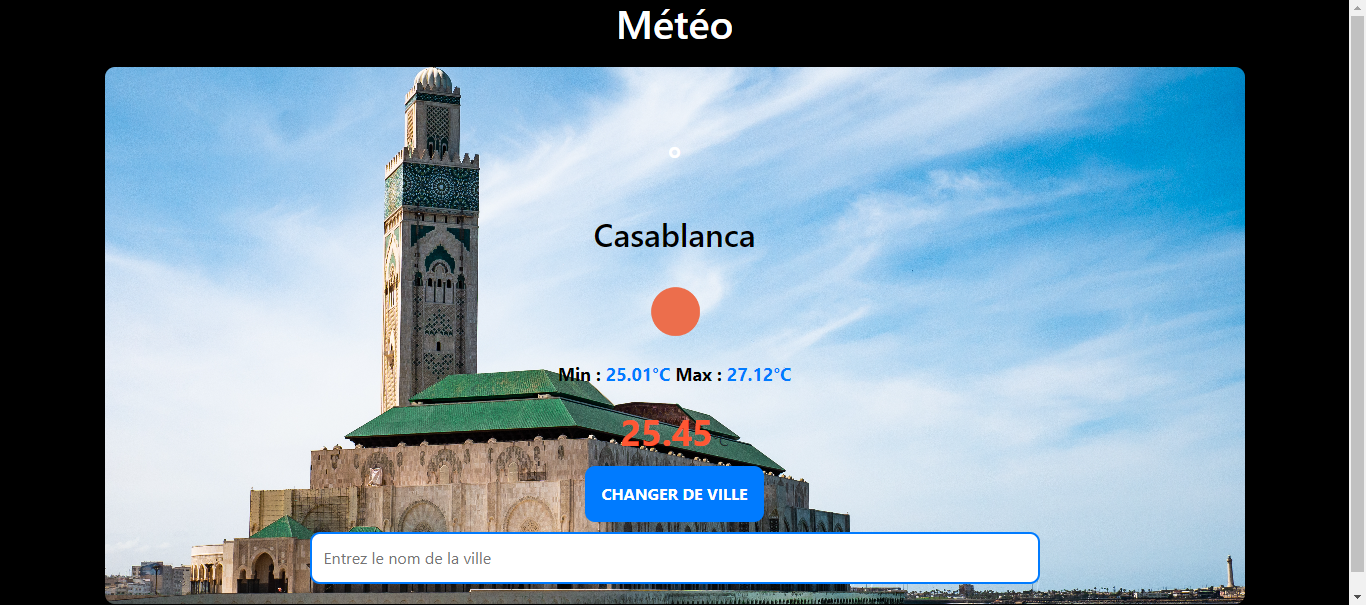 Météo
Casablanca
Min : 25.01°C Max : 27.12°C
25.45°C
CHANGER DE VILLE
Entrez le nom de la ville